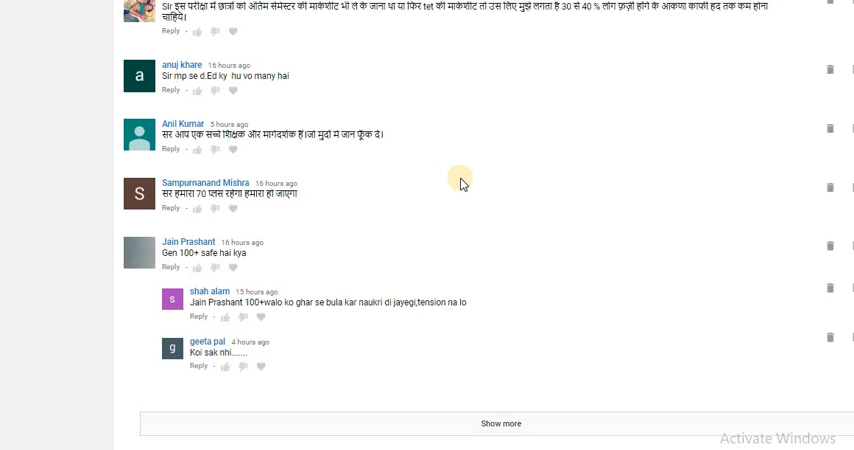 Sir इस परीक्षा में छात्रों को अंतिम सेमेस्टर की मार्कशीट भी ले के जाना था या फिर tet की मार्कशीट तो उस लिए मुझे लगता है 30 से 40 % लोग फ़र्ज़ी होंगे के आकणा काफी हद तक कम होना
चाहिये।
Reply
anuj khare 16 hours ago
Sir mp se d.Ed ky hu vo many hai
Reply
a
Anil Kumar 5 hours ago
सर आप एक सच्चे शिक्षक और मार्गदर्शक हैं।जो मुर्दो में जान फूँक दे।
Reply
Sampurnanand Mishra 16 hours ago
सर हमारा 70 प्लस रहेगा हमारा हो जाएगा
Reply
S
Jain Prashant 16 hours ago
Gen 100+ safe hai kya
Reply
shah alam 15 hours ago
Jain Prashant 100+walo ko ghar se bula kar naukri di jayegi,tension na lo
Reply
s
geeta pal 4 hours ago
Koi sak nhi.......
Reply
g
Show more
Activate Windows